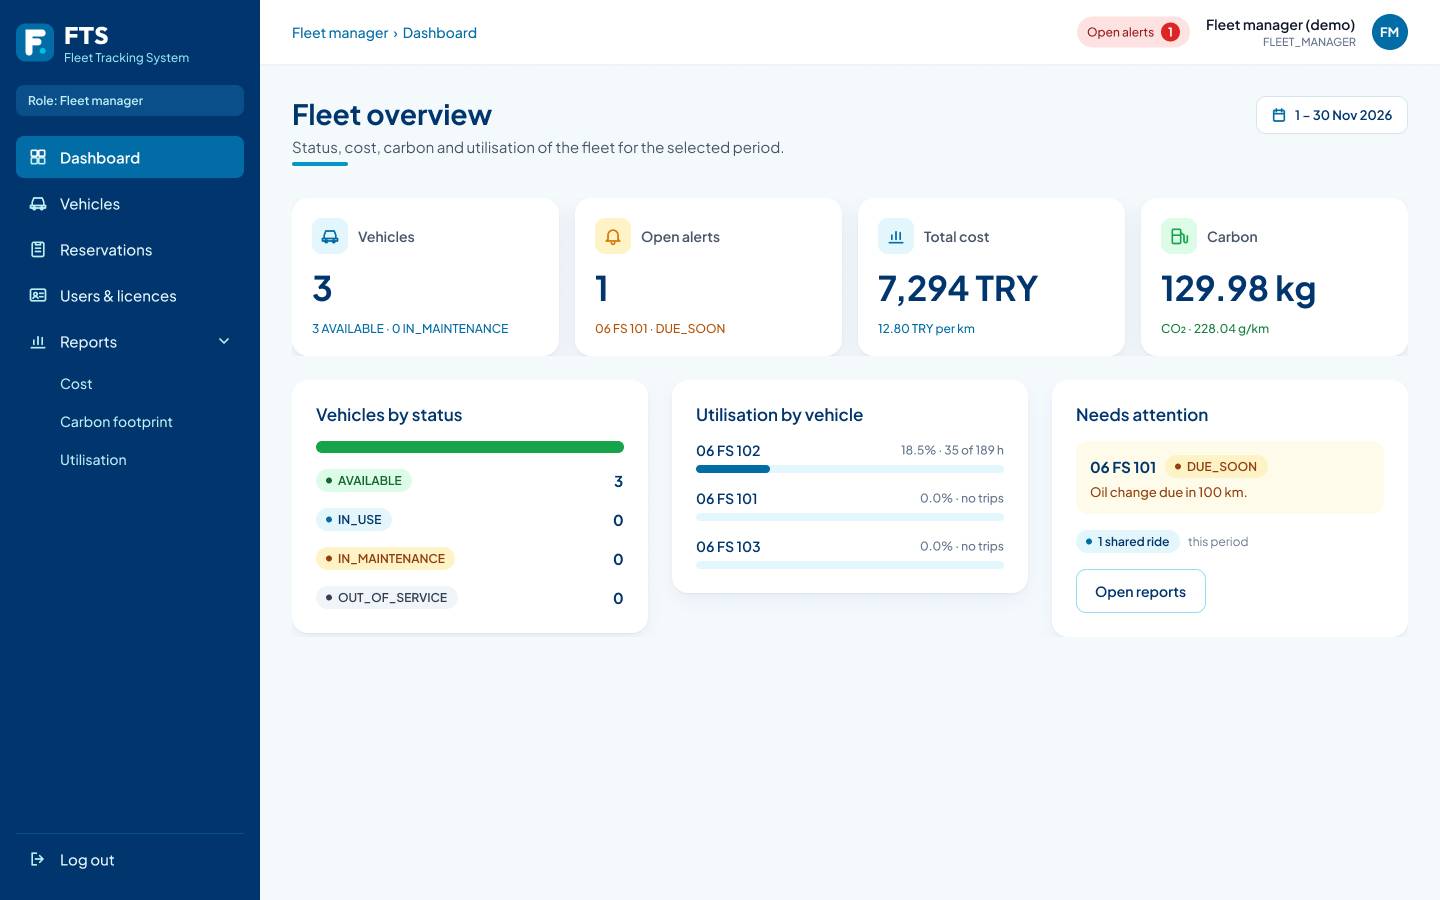 FTS
Fleet Tracking System
Role: Fleet manager
Dashboard
Vehicles
Reservations
Users & licences
Reports
Cost
Carbon footprint
Utilisation
Log out
Fleet manager › Dashboard
Open alerts 1
Fleet manager (demo)
FLEET_MANAGER
FM
Fleet overview
Status, cost, carbon and utilisation of the fleet for the selected period.
1 – 30 Nov 2026
Vehicles
3
3 AVAILABLE · 0 IN_MAINTENANCE
Open alerts
1
06 FS 101 · DUE_SOON
Total cost
7,294 TRY
12.80 TRY per km
Carbon
129.98 kg
CO₂ · 228.04 g/km
Vehicles by status
AVAILABLE 3
IN_USE 0
IN_MAINTENANCE 0
OUT_OF_SERVICE 0
Utilisation by vehicle
06 FS 102 18.5% · 35 of 189 h
06 FS 101 0.0% · no trips
06 FS 103 0.0% · no trips
Needs attention
06 FS 101 DUE_SOON
Oil change due in 100 km.
1 shared ride this period
Open reports